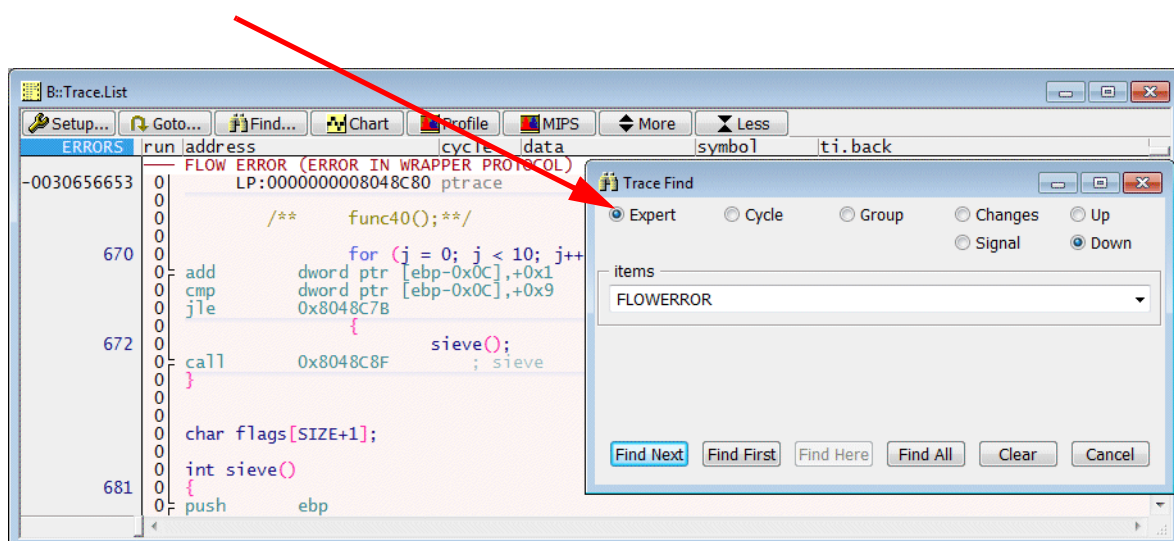 B::Trace.List
Setup... Goto... Find... Chart Profile MIPS More Less
ERRORS run address cycle data symbol ti.back
FLOW ERROR (ERROR IN WRAPPER PROTOCOL)
-0030656653 0 LP:0000000008048C80 ptrace
0
0 /** func40();**/
0
670 0 for (j = 0; j < 10; j++
0 add dword ptr [ebp-0x0C],+0x1
0 cmp dword ptr [ebp-0x0C],+0x9
0 jle 0x8048C7B
0 {
672 0 sieve();
0 call 0x8048C8F ; sieve
0 }
0
0
0 char flags[SIZE+1];
0
0 int sieve()
681 0 {
0 push ebp
Trace Find
Expert Cycle Group Changes Up
Signal Down
items
FLOWERROR
Find Next Find First Find Here Find All Clear Cancel